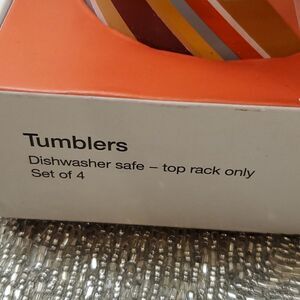 Tumblers
Dishwasher safe – top rack only
Set of 4